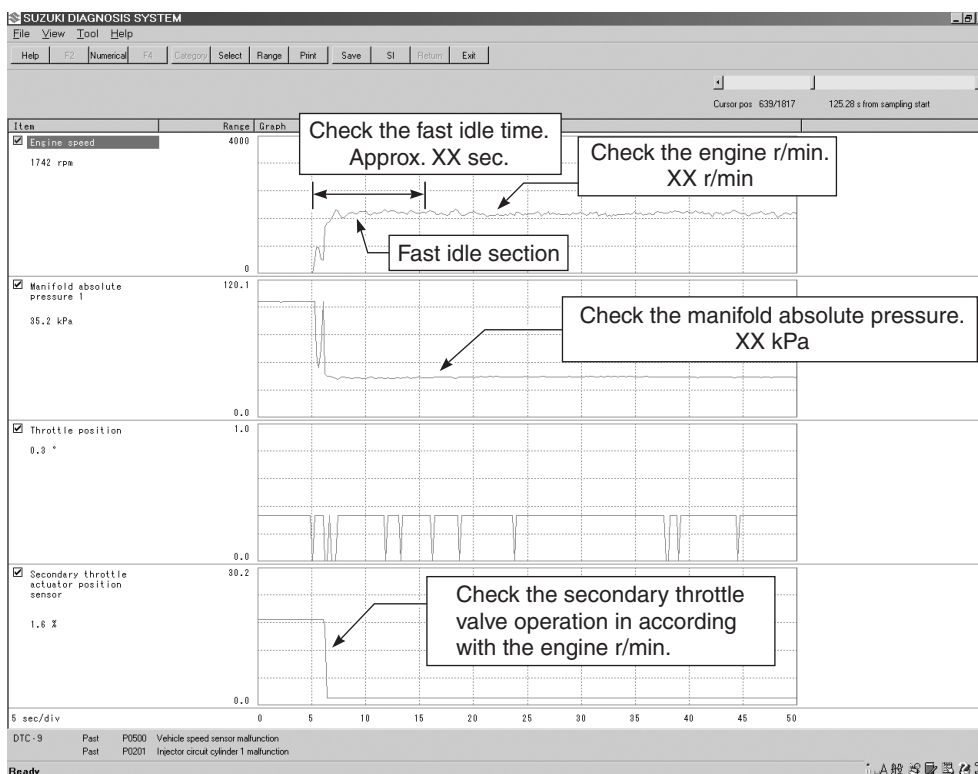 SUZUKI DIAGNOSIS SYSTEM
File View Tool Help
Help F2 Numerical F4 Category Select Range Print Save SI Return Exit
Cursor pos 639/1817 125.28 s from sampling start
Item Range Graph
Engine speed 4000
1742 rpm
0
Check the fast idle time.
Approx. XX sec.
Check the engine r/min.
XX r/min
Fast idle section
Manifold absolute
pressure 1
120.1
35.2 kPa
0.0
Check the manifold absolute pressure.
XX kPa
Throttle position 1.0
0.3 °
0.0
Secondary throttle
actuator position
sensor
30.2
1.6 %
0.0
Check the secondary throttle
valve operation in according
with the engine r/min.
5 sec/div 0 5 10 15 20 25 30 35 40 45 50
DTC - 9 Past P0500 Vehicle speed sensor malfunction
Past P0201 Injector circuit cylinder 1 malfunction
Ready
A 般